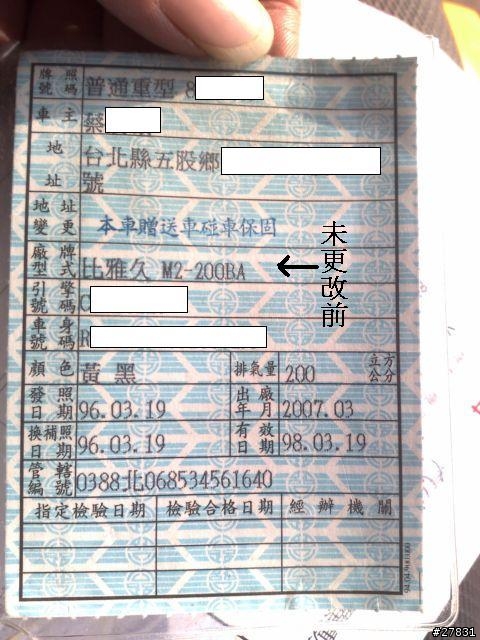 牌照號碼 普通重型 8
車主 蔡
地址 台北縣五股鄉
號
地址變更 本車贈送車碰車保固
廠牌型式 比雅久 M2-200BA
未更改前
引擎號碼 C
車身號碼 R
顏色 黃 黑 排氣量 200 立方公分
發照日期 96.03.19 出廠年月 2007.03
換補照日期 96.03.19 有效日期 98.03.19
管轄編號 0388北068534561640
指定檢驗日期 檢驗合格日期 經辦機關
#27831